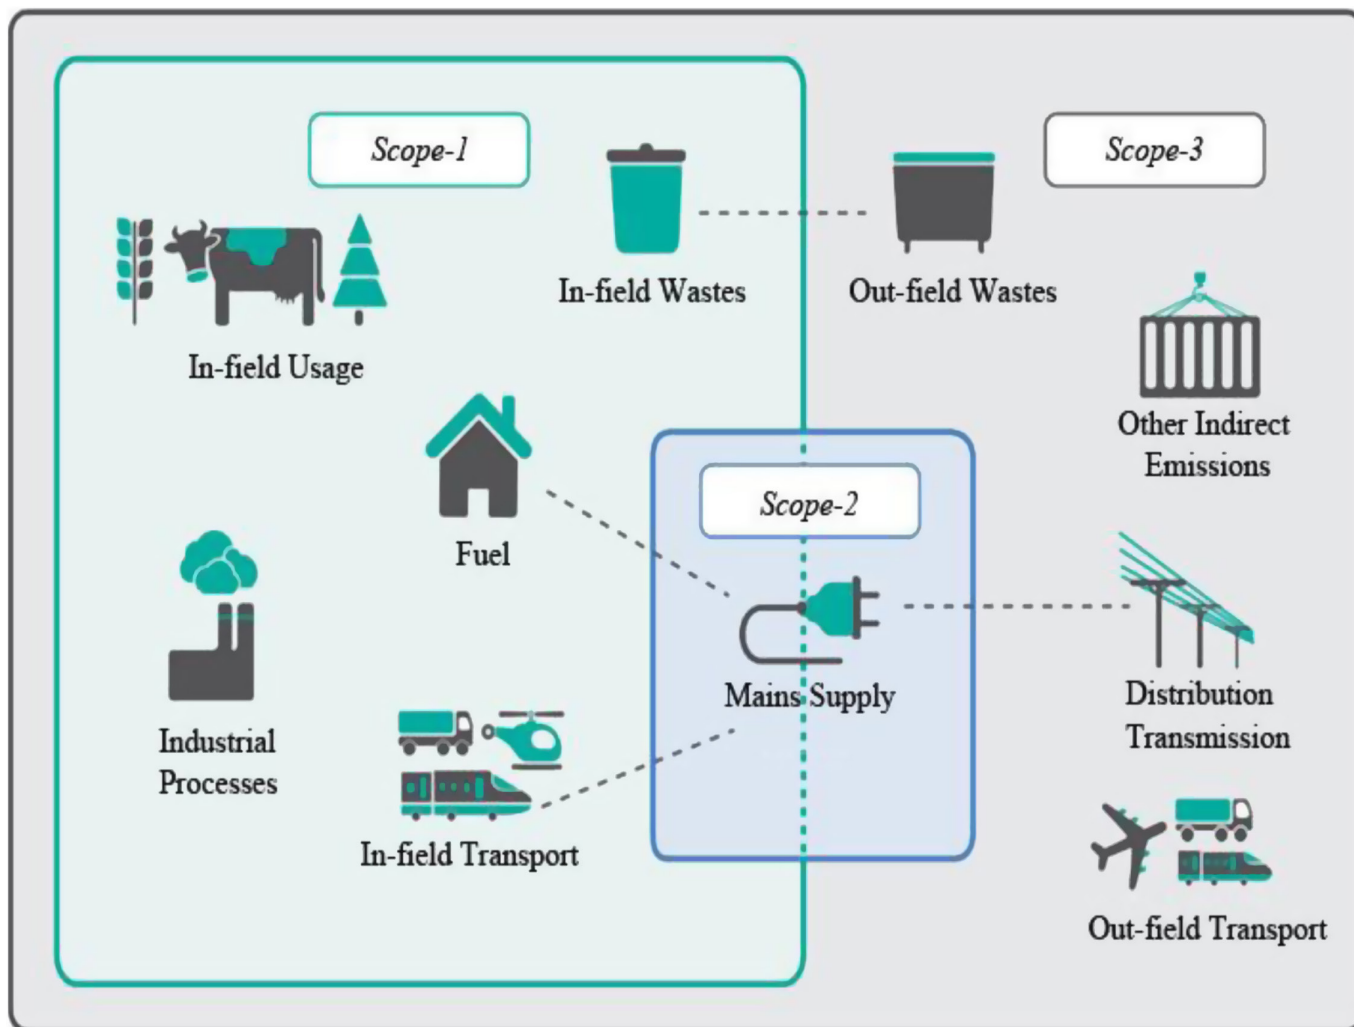 Scope-1
Scope-3
In-field Wastes
Out-field Wastes
In-field Usage
Other Indirect
Emissions
Scope-2
Fuel
Mains Supply
Distribution
Transmission
Industrial
Processes
In-field Transport
Out-field Transport